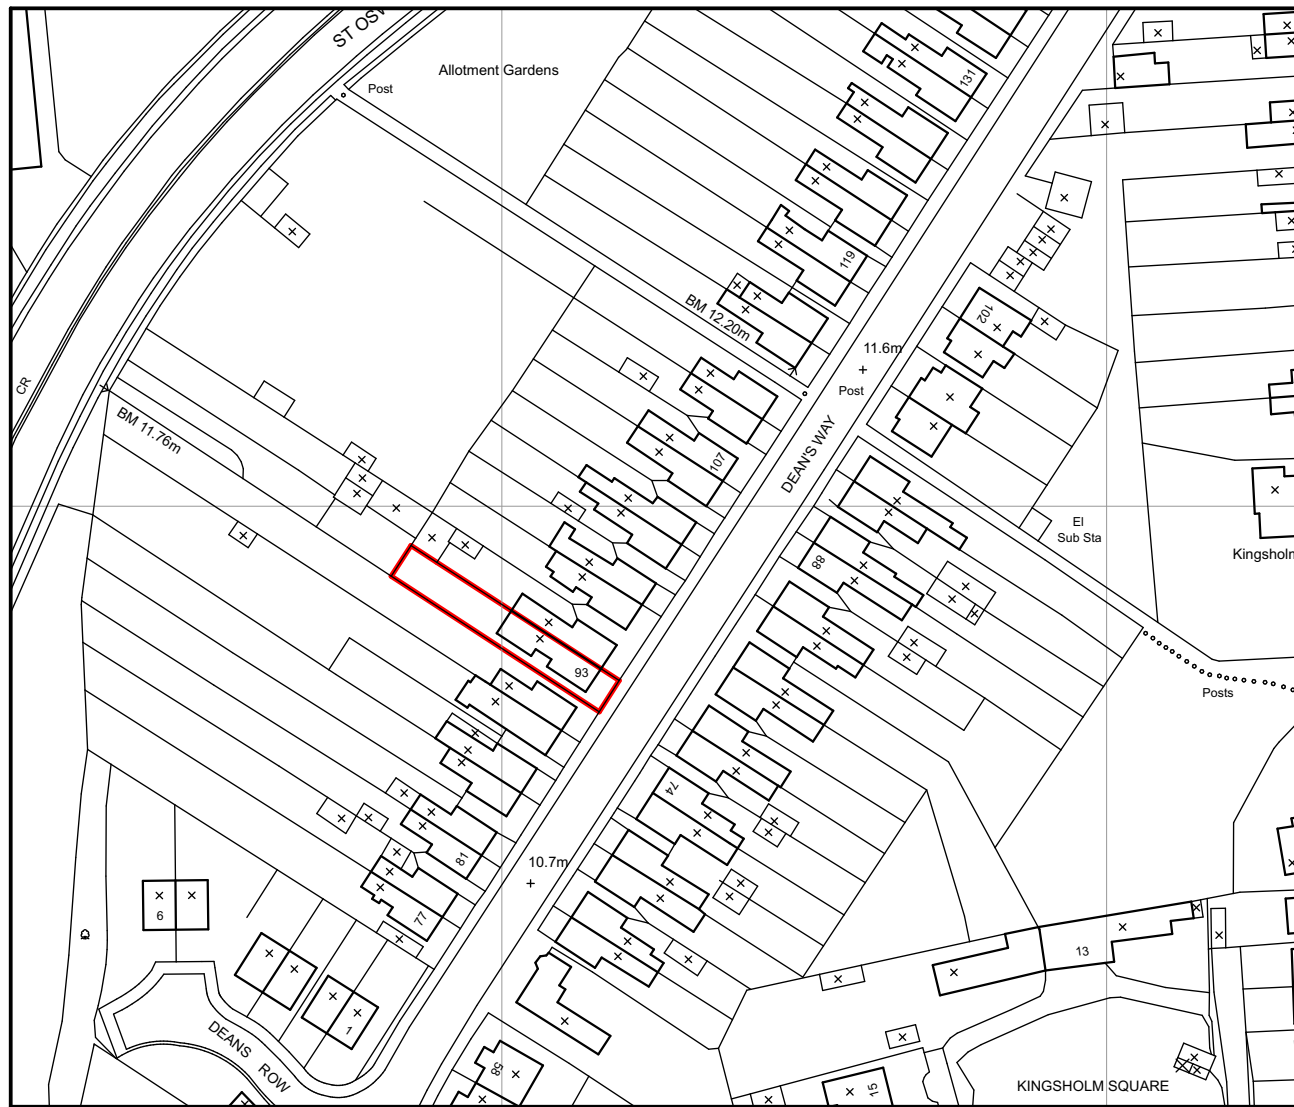 ST OSW
Allotment Gardens
Post
131
119
BM 12.20m
102
11.6m
Post
CR
BM 11.76m
107
DEAN'S WAY
El
Sub Sta
Kingsholm
88
93
Posts
74
81
10.7m
77
6
13
1
DEANS ROW
58
15
KINGSHOLM SQUARE